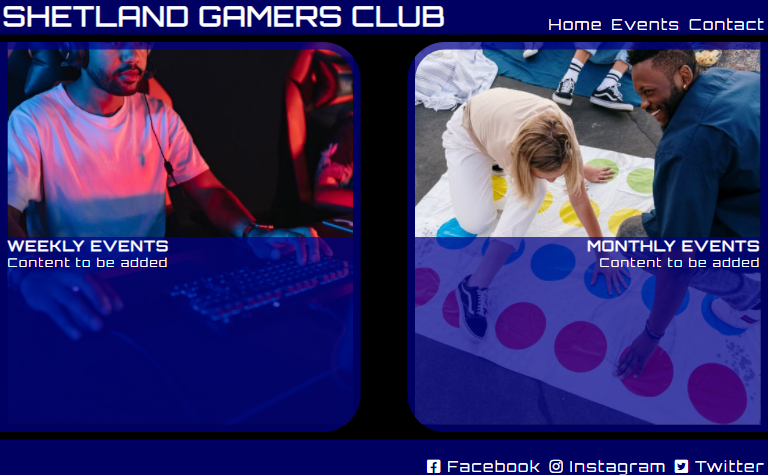 SHETLAND GAMERS CLUB
Home Events Contact
WEEKLY EVENTS
Content to be added
MONTHLY EVENTS
Content to be added
Facebook Instagram Twitter